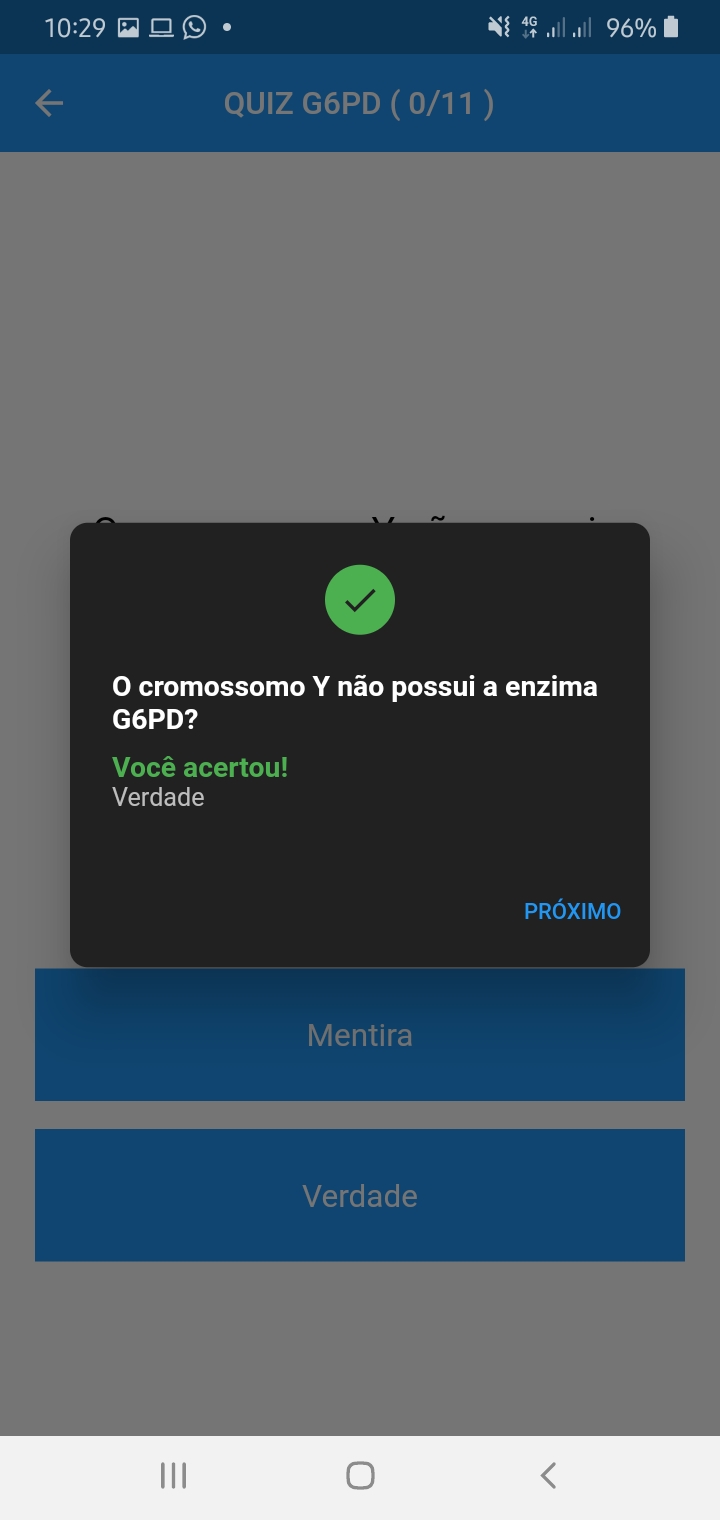 10:29
4G
96%
QUIZ G6PD ( 0/11 )
O cromossomo Y não possui a enzima
G6PD?
Você acertou!
Verdade
PRÓXIMO
Mentira
Verdade